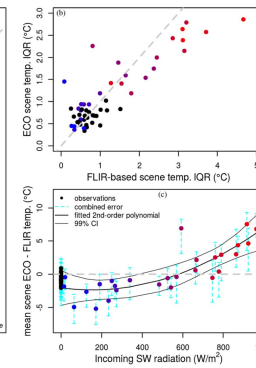 (b)
ECO scene temp. IQR (°C)
3.0
2.5
2.0
1.5
1.0
0.5
0.0
0 1 2 3 4 5
FLIR-based scene temp. IQR (°C)
(c)
observations
combined error
fitted 2nd-order polynomial
99% CI
mean scene ECO - FLIR temp. (°C)
10
5
0
-5
0 200 400 600 800
Incoming SW radiation (W/m²)